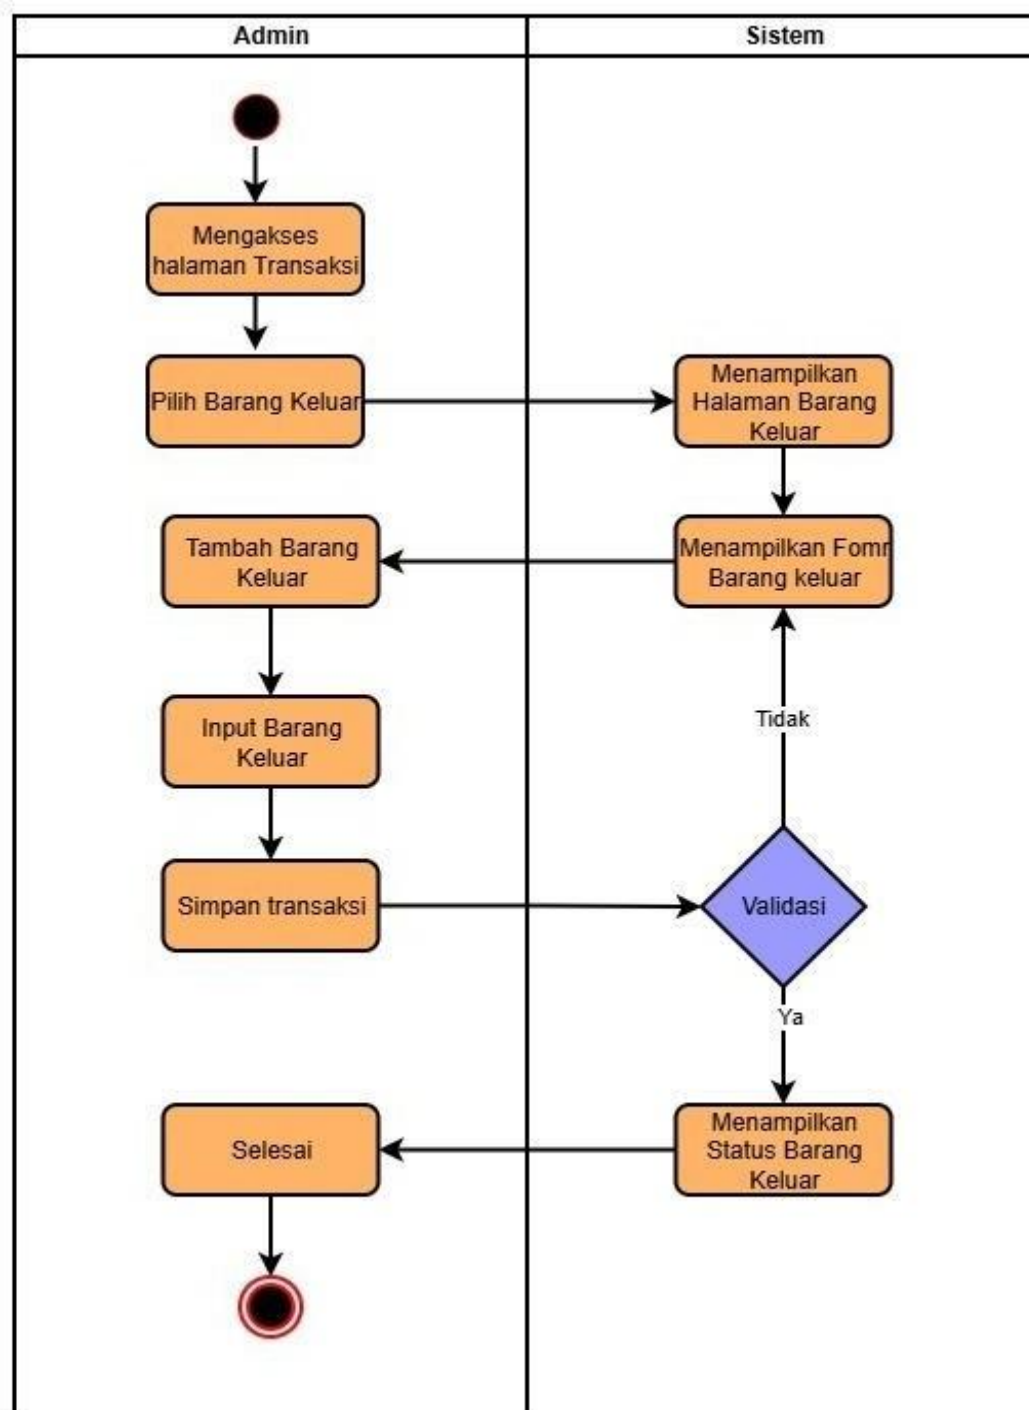 Admin
Sistem
Mengakses
halaman Transaksi
Pilih Barang Keluar
Menampilkan
Halaman Barang
Keluar
Tambah Barang
Keluar
Menampilkan Fomr
Barang keluar
Input Barang
Keluar
Tidak
Simpan transaksi
Validasi
Ya
Selesai
Menampilkan
Status Barang
Keluar